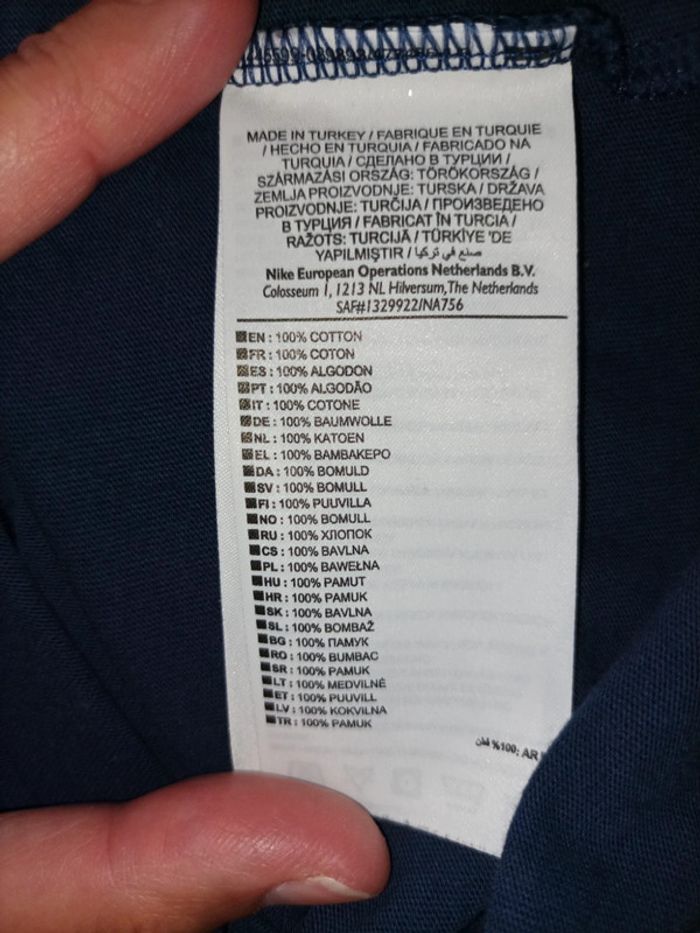 MADE IN TURKEY / FABRIQUE EN TURQUIE
/ HECHO EN TURQUIA / FABRICADO NA
TURQUIA / СДЕЛАНО В ТУРЦИИ /
SZÁRMAZÁSI ORSZÁG: TÖRÖKORSZÁG /
ZEMLJA PROIZVODNJE: TURSKA / DRŽAVA
PROIZVODNJE: TURČIJA / ПРОИЗВЕДЕНО
В ТУРЦИЯ / FABRICAT ÎN TURCIA /
RAŽOTS: TURCIJĀ / TÜRKİYE 'DE
YAPILMIŞTIR / صنع في تركيا
Nike European Operations Netherlands B.V.
Colosseum 1, 1213 NL Hilversum, The Netherlands
SAF#1329922/NA756
EN : 100% COTTON
FR : 100% COTON
ES : 100% ALGODON
PT : 100% ALGODÃO
IT : 100% COTONE
DE : 100% BAUMWOLLE
NL : 100% KATOEN
EL : 100% ΒΑΜΒΑΚΕΡΟ
DA : 100% BOMULD
SV : 100% BOMULL
FI : 100% PUUVILLA
NO : 100% BOMULL
RU : 100% ХЛОПОК
CS : 100% BAVLNA
PL : 100% BAWEŁNA
HU : 100% PAMUT
HR : 100% PAMUK
SK : 100% BAVLNA
SL : 100% BOMBAŽ
BG : 100% ПАМУК
RO : 100% BUMBAC
SR : 100% PAMUK
LT : 100% MEDVILNĖ
ET : 100% PUUVILL
LV : 100% KOKVILNA
TR : 100% PAMUK
AR :100% قطن